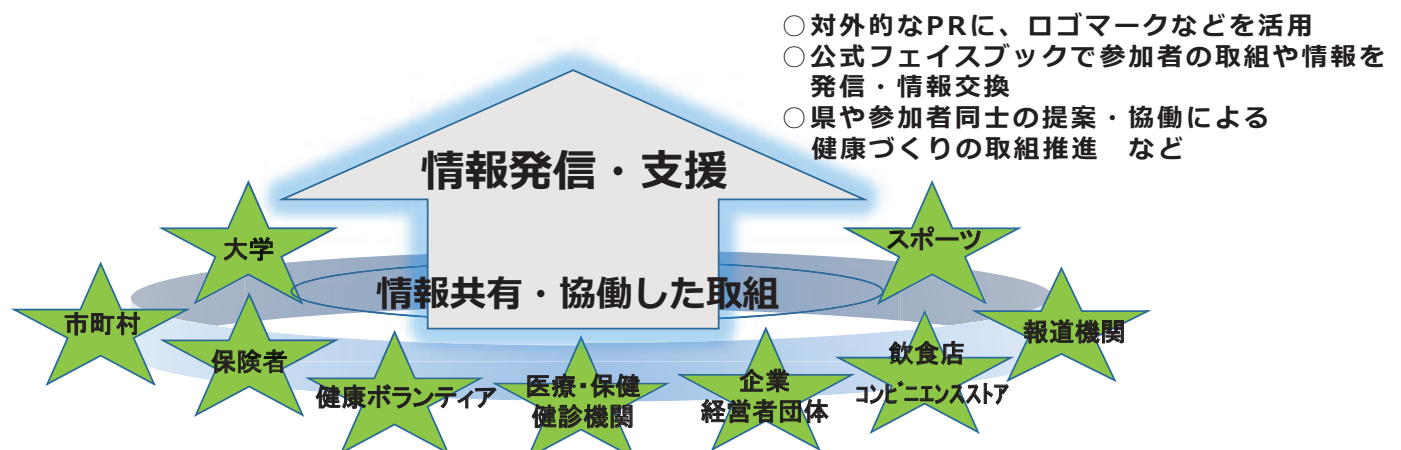 ○対外的なPRに、ロゴマークなどを活用
○公式フェイスブックで参加者の取組や情報を
発信・情報交換
○県や参加者同士の提案・協働による
健康づくりの取組推進　など
情報発信・支援
大学
スポーツ
情報共有・協働した取組
市町村
報道機関
保険者
飲食店
コンビニエンスストア
健康ボランティア
医療・保健
健診機関
企業
経営者団体